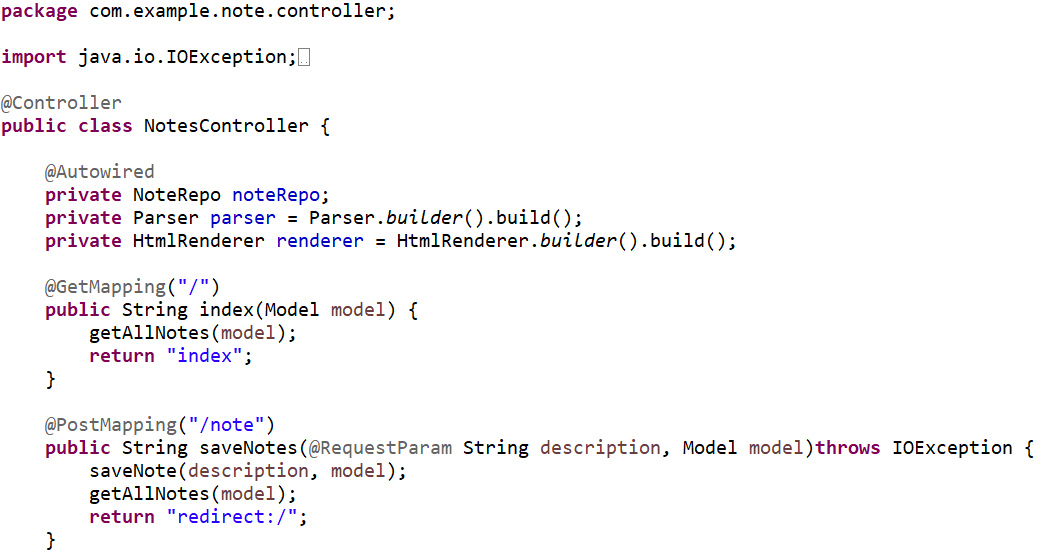 package com.example.note.controller;
import java.io.IOException;
@Controller
public class NotesController {
@Autowired
private NoteRepo noteRepo;
private Parser parser = Parser.builder().build();
private HtmlRenderer renderer = HtmlRenderer.builder().build();
@GetMapping("/")
public String index(Model model) {
getAllNotes(model);
return "index";
}
@PostMapping("/note")
public String saveNotes(@RequestParam String description, Model model)throws IOException {
saveNote(description, model);
getAllNotes(model);
return "redirect:/";
}